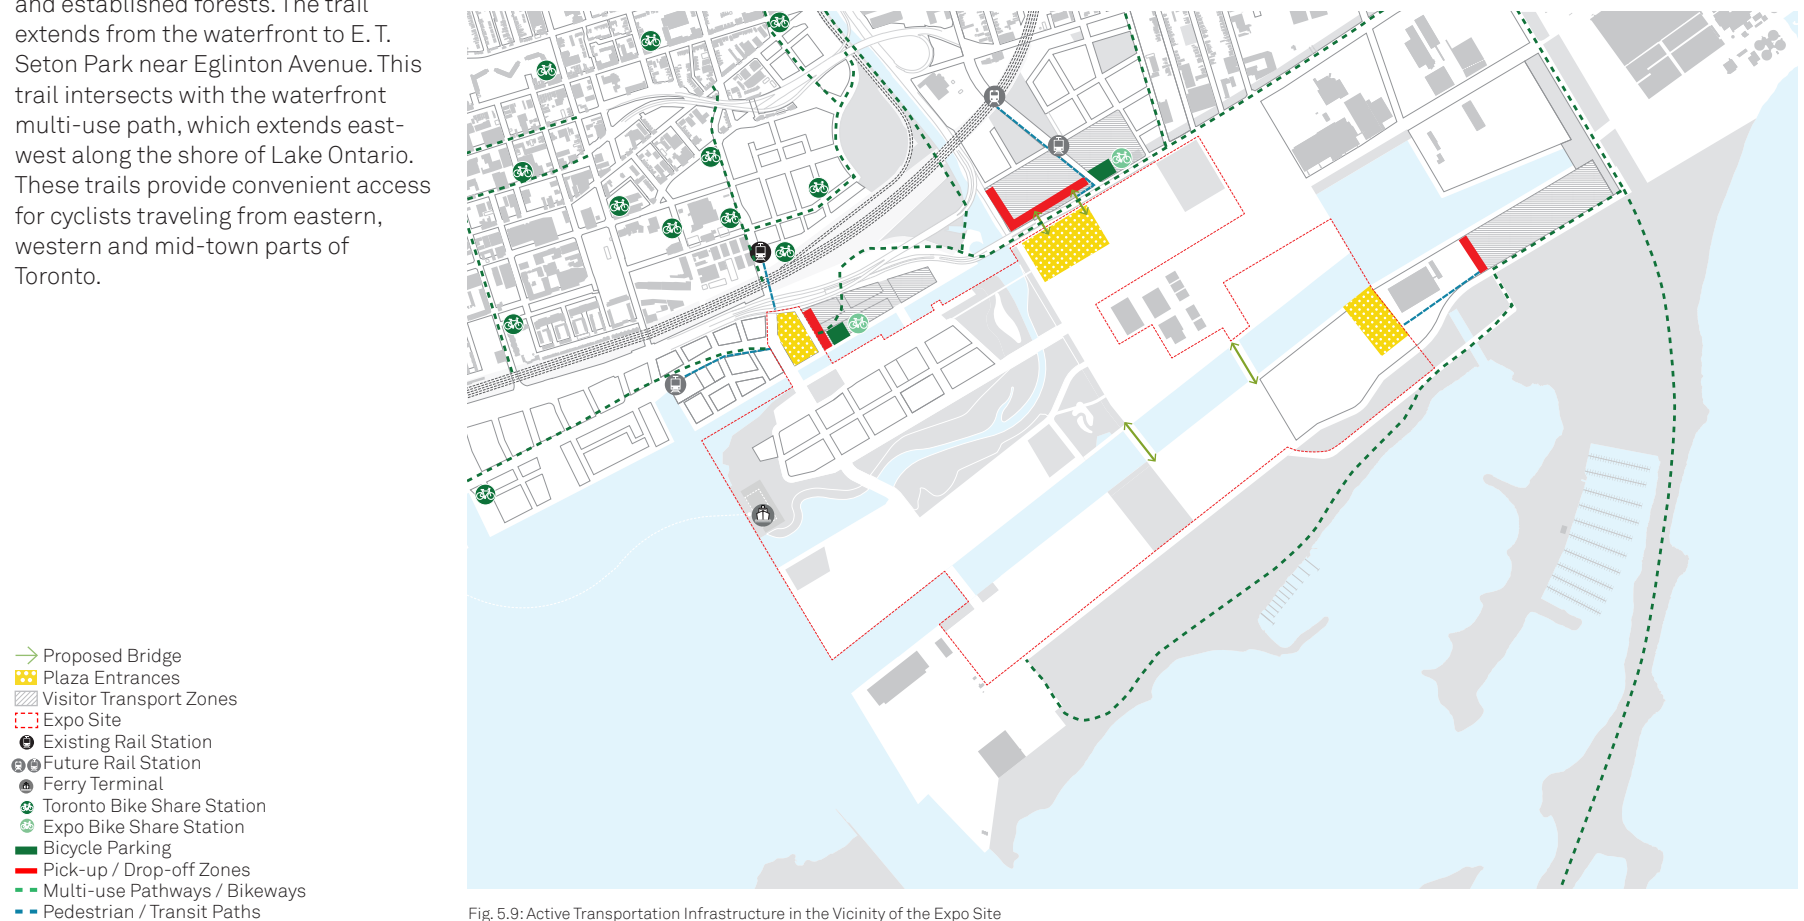 and established forests. The trail
extends from the waterfront to E. T.
Seton Park near Eglinton Avenue. This
trail intersects with the waterfront
multi-use path, which extends east-
west along the shore of Lake Ontario.
These trails provide convenient access
for cyclists traveling from eastern,
western and mid-town parts of
Toronto.
Proposed Bridge
Plaza Entrances
Visitor Transport Zones
Expo Site
Existing Rail Station
Future Rail Station
Ferry Terminal
Toronto Bike Share Station
Expo Bike Share Station
Bicycle Parking
Pick-up / Drop-off Zones
Multi-use Pathways / Bikeways
Pedestrian / Transit Paths
Fig. 5.9: Active Transportation Infrastructure in the Vicinity of the Expo Site